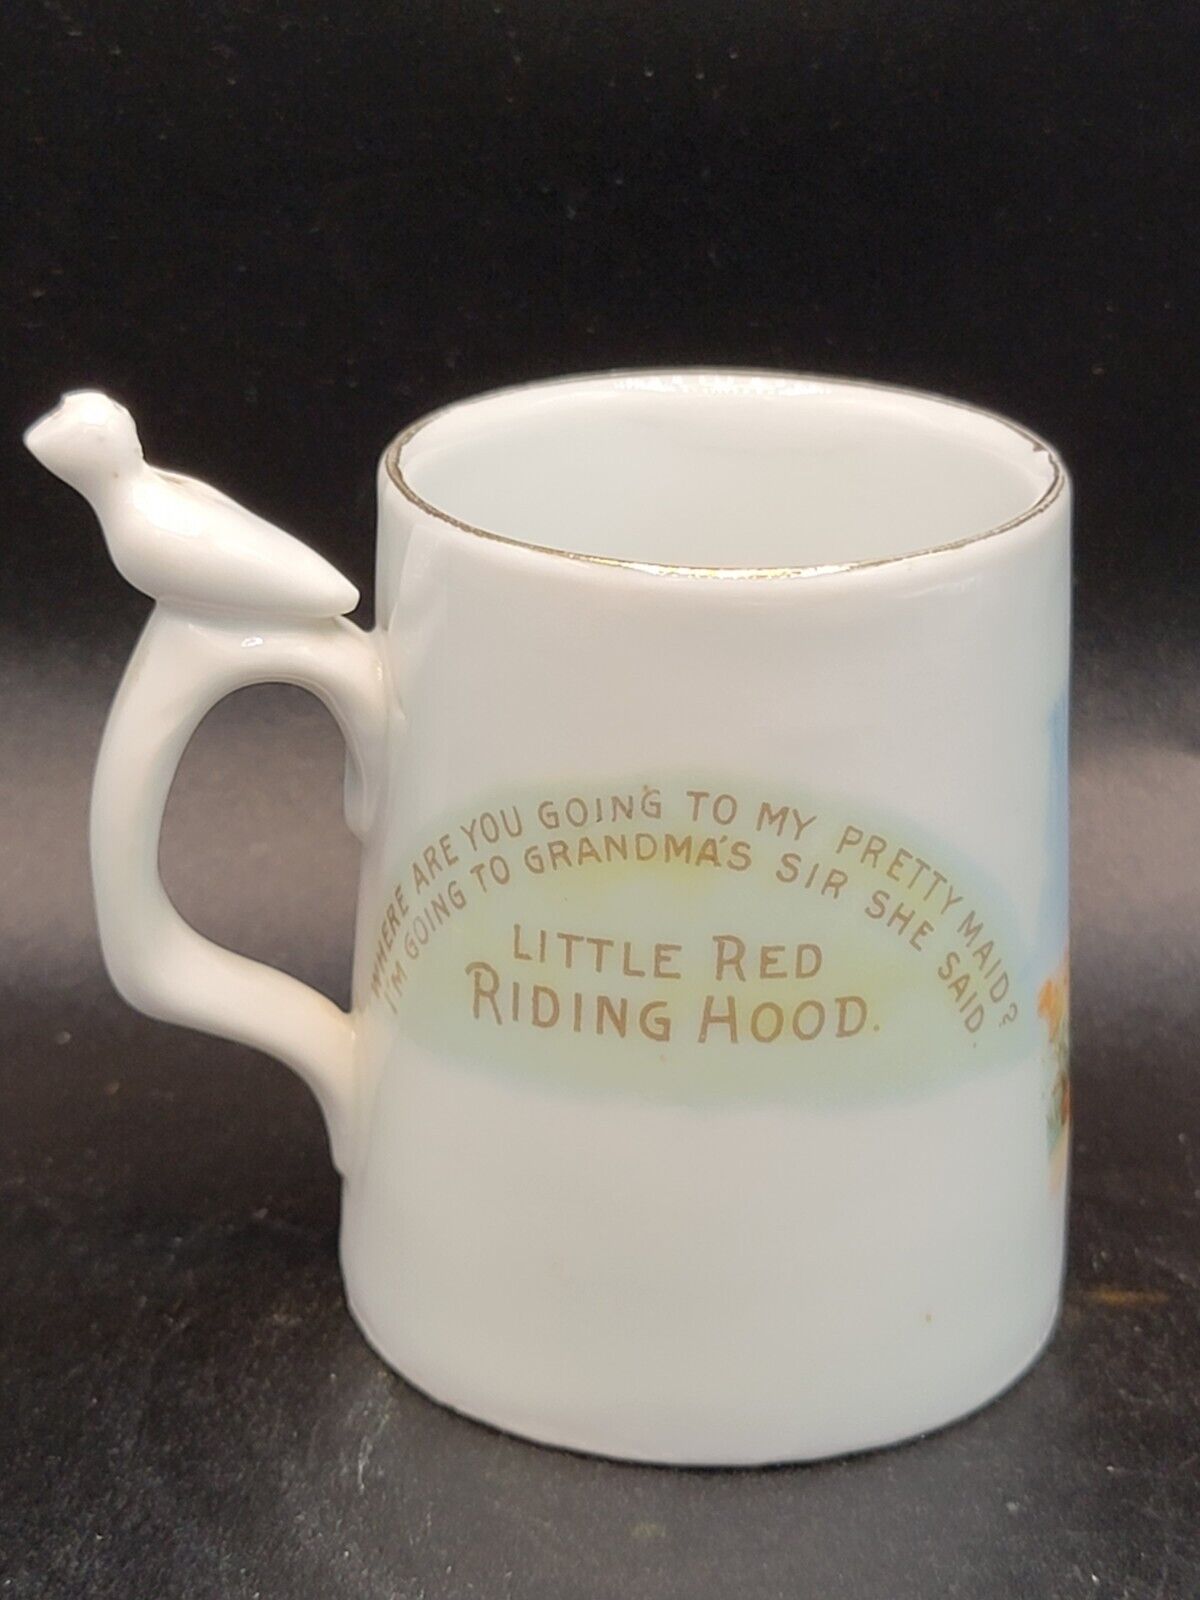 WHERE ARE YOU GOING TO MY PRETTY MAID?
I'M GOING TO GRANDMA'S SIR SHE SAID.
LITTLE RED
RIDING HOOD.